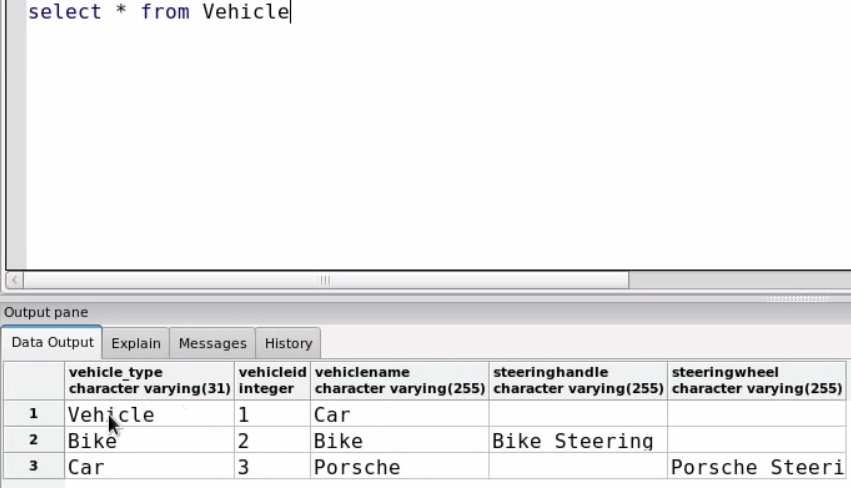 select * from Vehicle
Output pane
Data Output Explain Messages History
vehicle_type vehicleid vehiclename steeringhandle steeringwheel
character varying(31) integer character varying(255) character varying(255) character varying(255)
1 Vehicle 1 Car
2 Bike 2 Bike Bike Steering
3 Car 3 Porsche Porsche Steeri